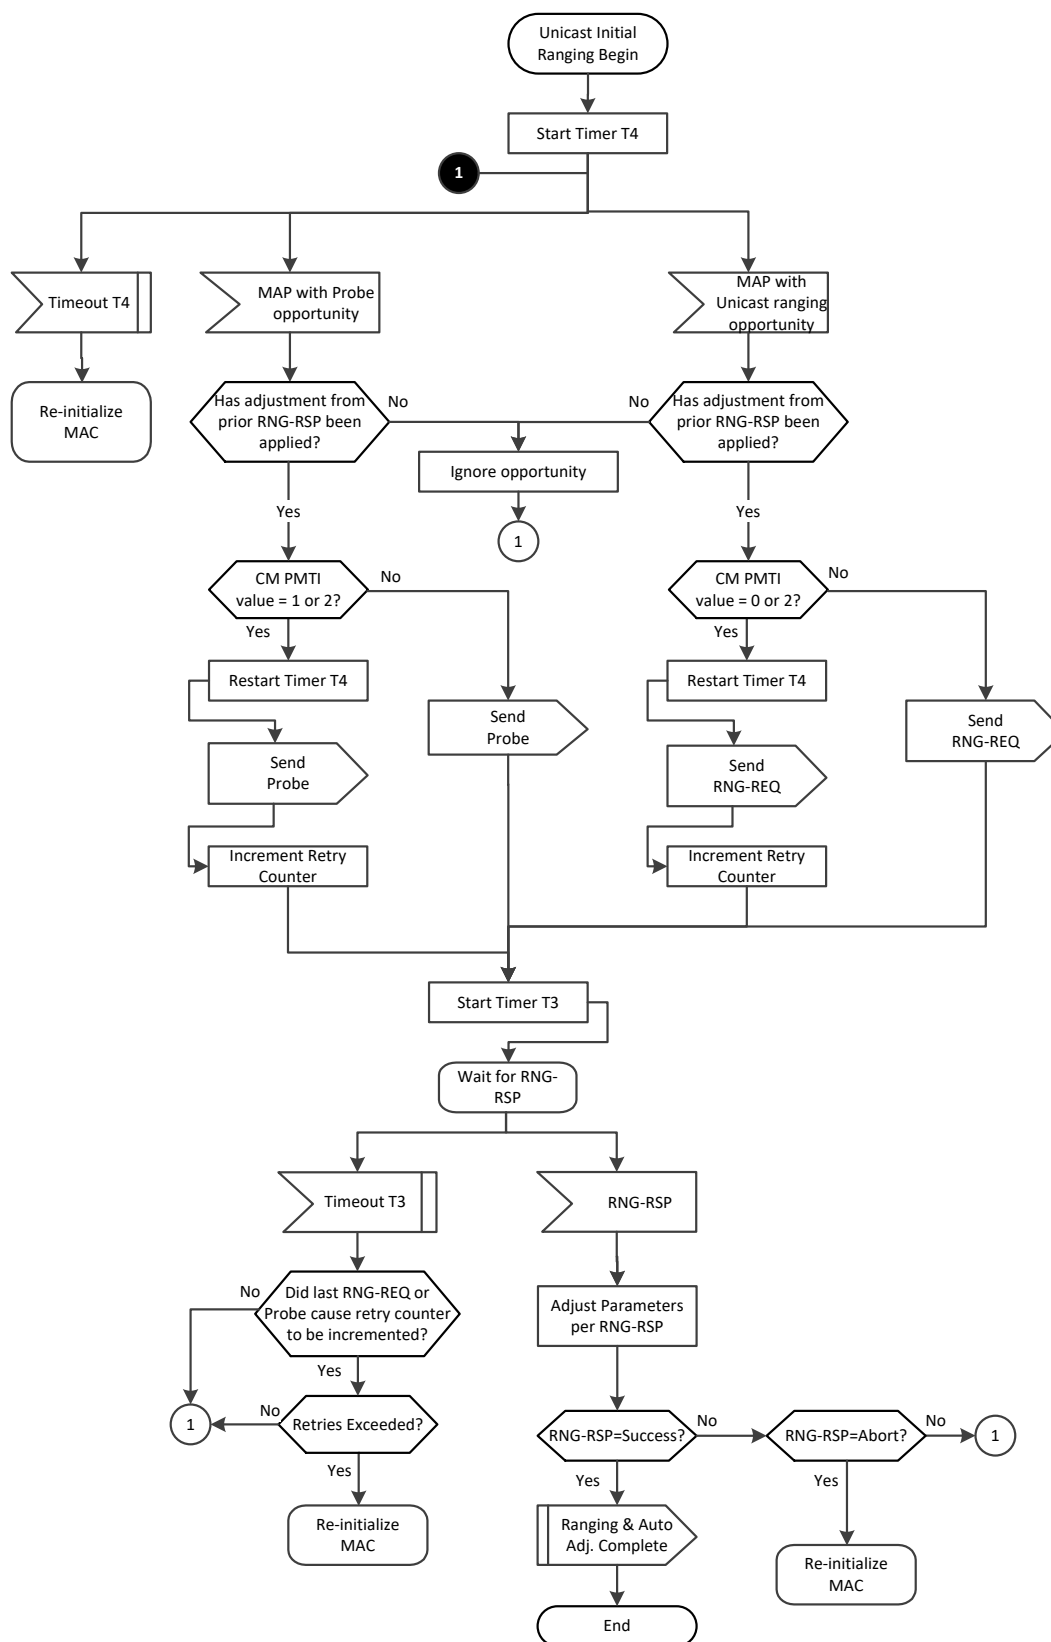 Unicast Initial
Ranging Begin
Start Timer T4
1
Timeout T4
MAP with Probe
opportunity
MAP with
Unicast ranging
opportunity
Re-initialize
MAC
Has adjustment from
prior RNG-RSP been
applied?
No
No
Has adjustment from
prior RNG-RSP been
applied?
Ignore opportunity
1
Yes
Yes
CM PMTI
value = 1 or 2?
No
CM PMTI
value = 0 or 2?
No
Yes
Yes
Restart Timer T4
Restart Timer T4
Send
Probe
Send
RNG-REQ
Send
Probe
Send
RNG-REQ
Increment Retry
Counter
Increment Retry
Counter
Start Timer T3
Wait for RNG-
RSP
Timeout T3
RNG-RSP
No
Did last RNG-REQ or
Probe cause retry counter
to be incremented?
Adjust Parameters
per RNG-RSP
Yes
1
No
Retries Exceeded?
RNG-RSP=Success?
No
RNG-RSP=Abort?
No
1
Yes
Yes
Yes
Re-initialize
MAC
Ranging & Auto
Adj. Complete
Re-initialize
MAC
End